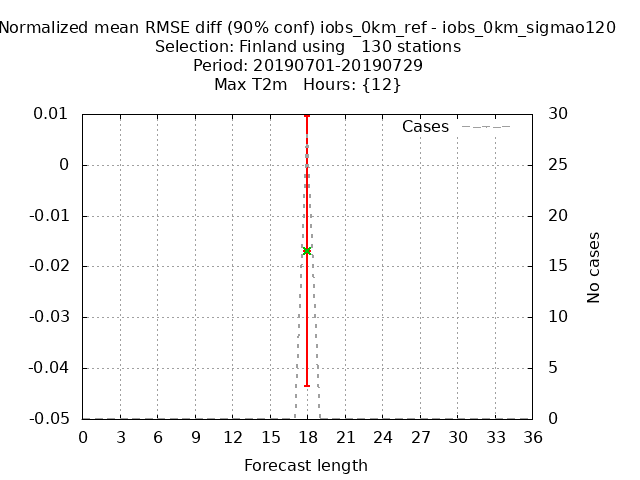 Normalized mean RMSE diff (90% conf) iobs_0km_ref - iobs_0km_sigmao120
Selection: Finland using   130 stations
Period: 20190701-20190729
Max T2m   Hours: {12}
Cases
0.01
0
-0.01
-0.02
-0.03
-0.04
-0.05
30
25
20
15
10
5
0
No cases
0 3 6 9 12 15 18 21 24 27 30 33 36
Forecast length